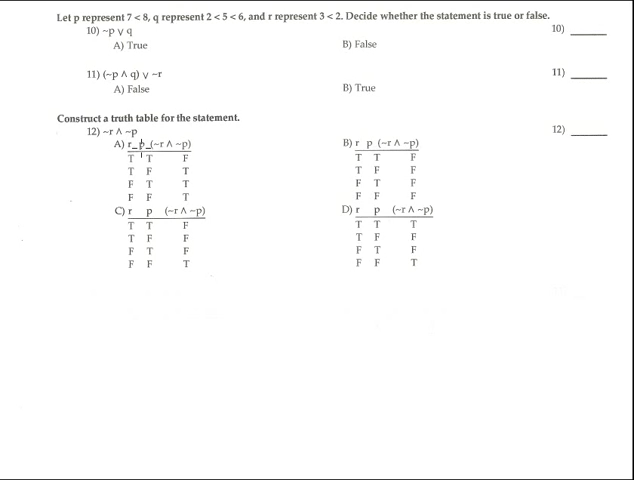 Let p represent 7 < 8, q represent 2 < 5 < 6, and r represent 3 < 2. Decide whether the statement is true or false.
10) ~p ∨ q 10) ______
A) True B) False
11) (~p ∧ q) ∨ ~r 11) ______
A) False B) True
Construct a truth table for the statement.
12) ~r ∧ ~p 12) ______
A) r p (~r ∧ ~p) B) r p (~r ∧ ~p)
T T F T T F
T F T T F F
F T T F T F
F F T F F F
C) r p (~r ∧ ~p) D) r p (~r ∧ ~p)
T T F T T T
T F F T F F
F T F F T F
F F T F F T